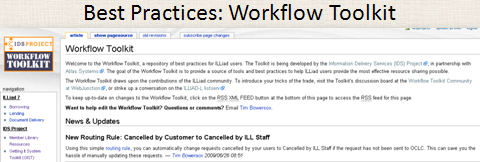 Best Practices: Workflow Toolkit
article show pagesource old revisions subscribe page changes
IDS PROJECT
WORKFLOW
TOOLKIT
Workflow Toolkit
Welcome to the Workflow Toolkit, a repository of best practices for ILLiad users. The Toolkit is being developed by the Information Delivery Services (IDS) Project, in partnership with
Atlas Systems. The goal of the Workflow Toolkit is to provide a source of tools and best practices to help ILLiad users provide the most effective resource sharing possible.
The Workflow Toolkit draws upon the contributions of the ILLiad community. To introduce your tricks of the trade, visit the Toolkit's discussion board at the Workflow Toolkit Community
at WebJunction, or strike up a conversation on the ILLIAD-L listserv.
To keep up-to-date on changes to the Workflow Toolkit, click on the RSS XML FEED button at the bottom of this page to access the RSS feed for this page.
Want to help edit the Workflow Toolkit? Questions or comments? Email Tim Bowersox.
navigation
ILLiad 7
Borrowing
Lending
Document Delivery
IDS Project
Member Library
Resources
Getting It System
Toolkit (GIST)
News & Updates
New Routing Rule: Cancelled by Customer to Cancelled by ILL Staff
Using this simple routing rule, you can automatically change requests cancelled by your users to Cancelled by ILL Staff if the request has not been sent to OCLC. This can save you the
hassle of manually updating these requests. — Tim Bowersox 2009/06/26 08:51